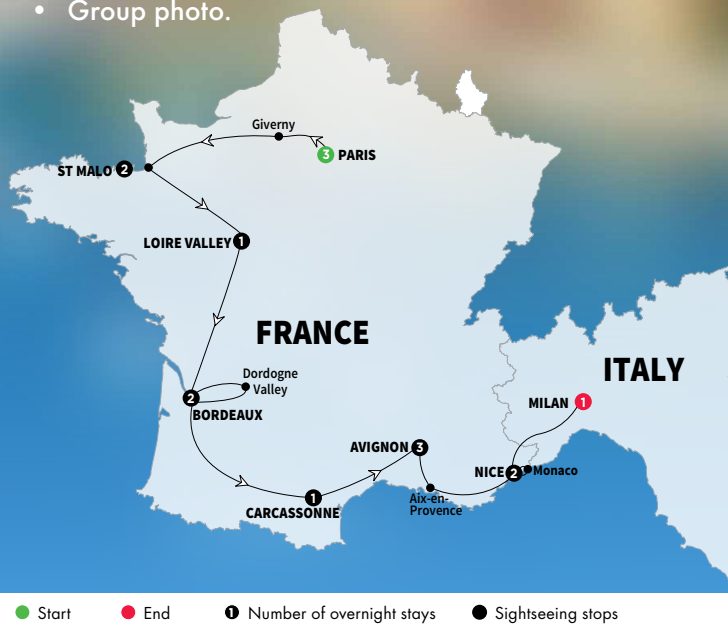 • Group photo.
Giverny
3 PARIS
ST MALO 2
LOIRE VALLEY 1
FRANCE
ITALY
Dordogne
Valley
2
BORDEAUX
MILAN 1
AVIGNON 3
NICE 2 Monaco
1
CARCASSONNE
Aix-en-
Provence
Start
End
1 Number of overnight stays
Sightseeing stops